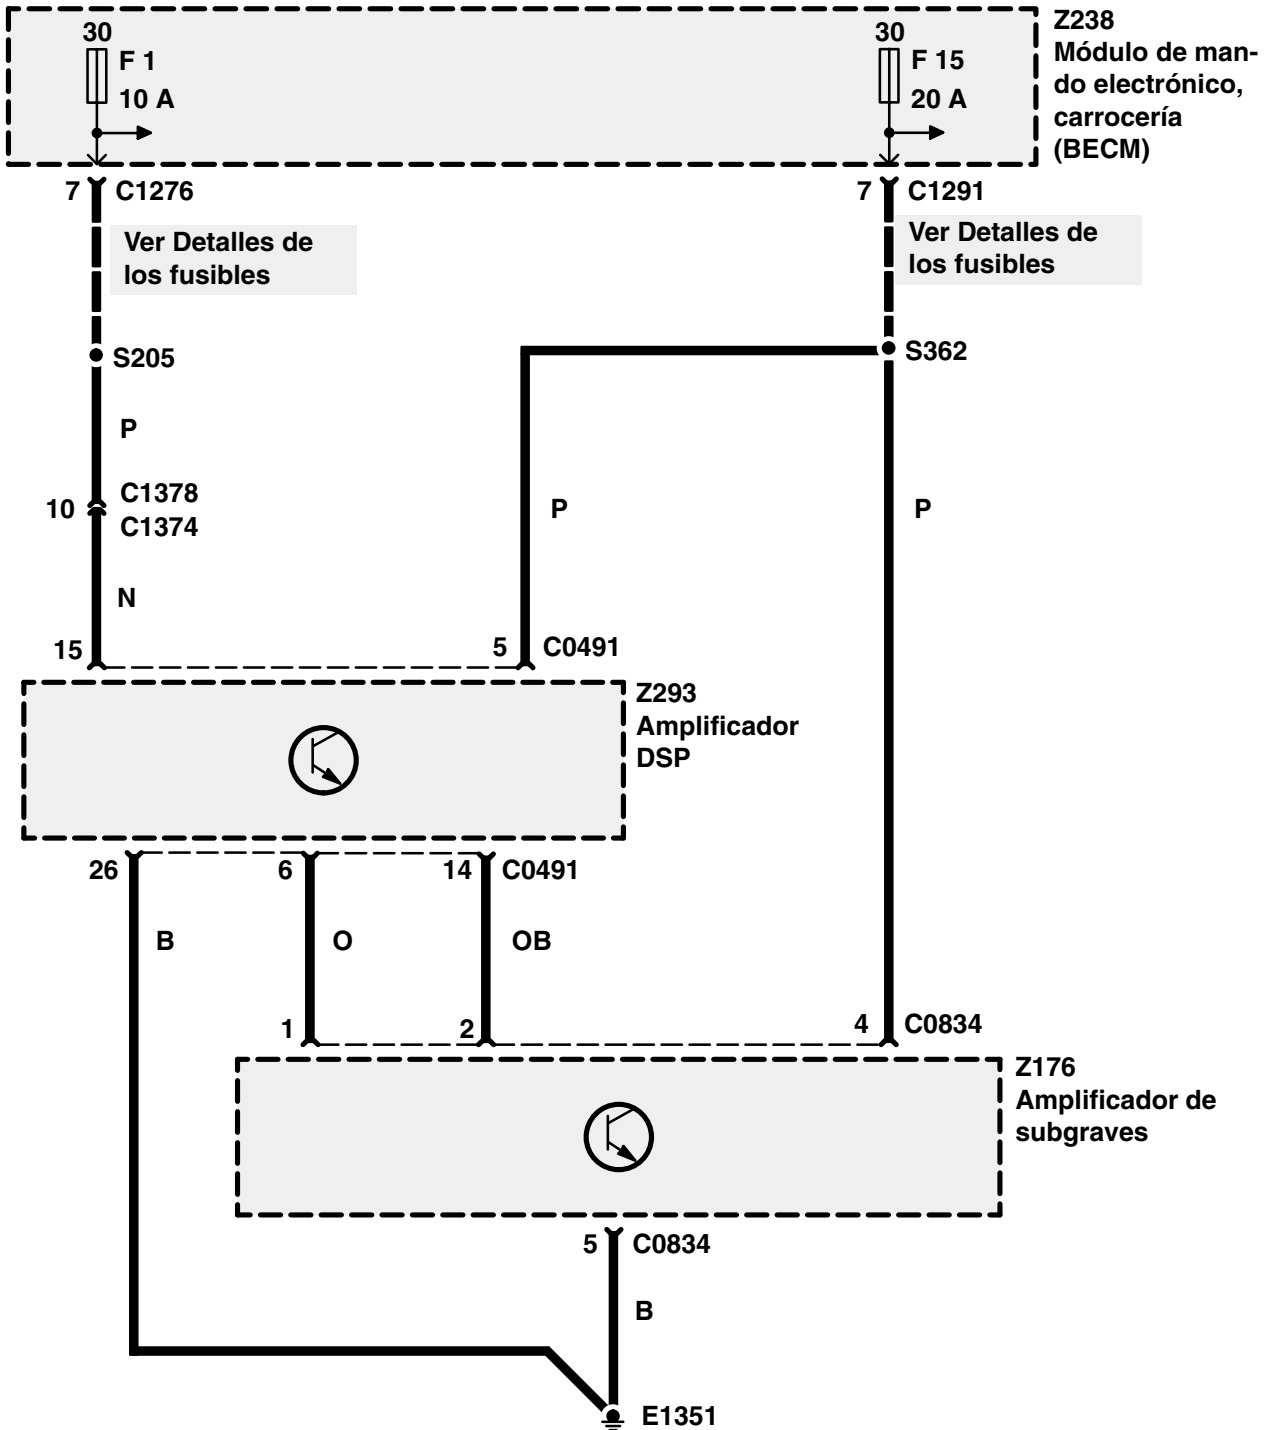 30
F 1
10 A
30
F 15
20 A
Z238
Módulo de man-
do electrónico,
carrocería
(BECM)
7
C1276
7
C1291
Ver Detalles de
los fusibles
Ver Detalles de
los fusibles
S205
S362
P
10
C1378
C1374
P
P
N
15
5
C0491
Z293
Amplificador
DSP
26
6
14
C0491
B
O
OB
1
2
4
C0834
Z176
Amplificador de
subgraves
5
C0834
B
E1351